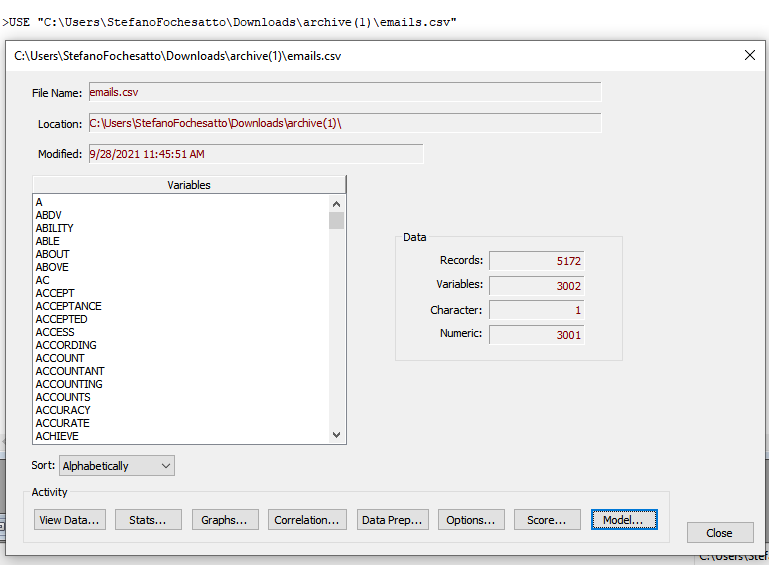 >USE "C:\Users\StefanoFochesatto\Downloads\archive(1)\emails.csv"
C:\Users\StefanoFochesatto\Downloads\archive(1)\emails.csv
File Name: emails.csv
Location: C:\Users\StefanoFochesatto\Downloads\archive(1)\
Modified: 9/28/2021 11:45:51 AM
Variables
A
ABDV
ABILITY
ABLE
ABOUT
ABOVE
AC
ACCEPT
ACCEPTANCE
ACCEPTED
ACCESS
ACCORDING
ACCOUNT
ACCOUNTANT
ACCOUNTING
ACCOUNTS
ACCURACY
ACCURATE
ACHIEVE
Data
Records: 5172
Variables: 3002
Character: 1
Numeric: 3001
Sort: Alphabetically
Activity
View Data... Stats... Graphs... Correlation... Data Prep... Options... Score... Model...
Close